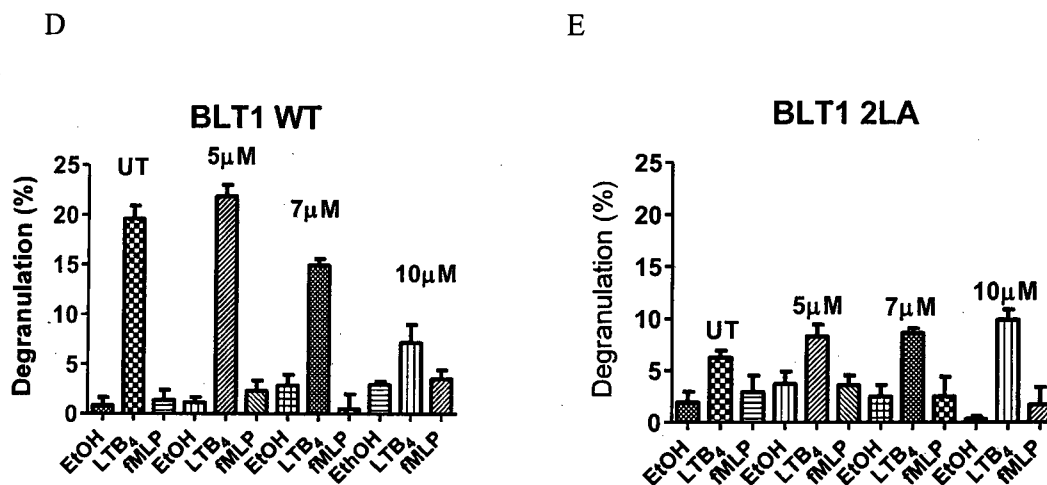 D
E
BLT1 WT
BLT1 2LA
Degranulation (%)
25
20
15
10
5
0
UT
5μM
7μM
10μM
EtOH
LTB4
fMLP
EtOH
LTB4
fMLP
EtOH
LTB4
fMLP
EthOH
LTB4
fMLP
Degranulation (%)
25
20
15
10
5
0
UT
5μM
7μM
10μM
EtOH
LTB4
fMLP
EtOH
LTB4
fMLP
EtOH
LTB4
fMLP
EtOH
LTB4
fMLP